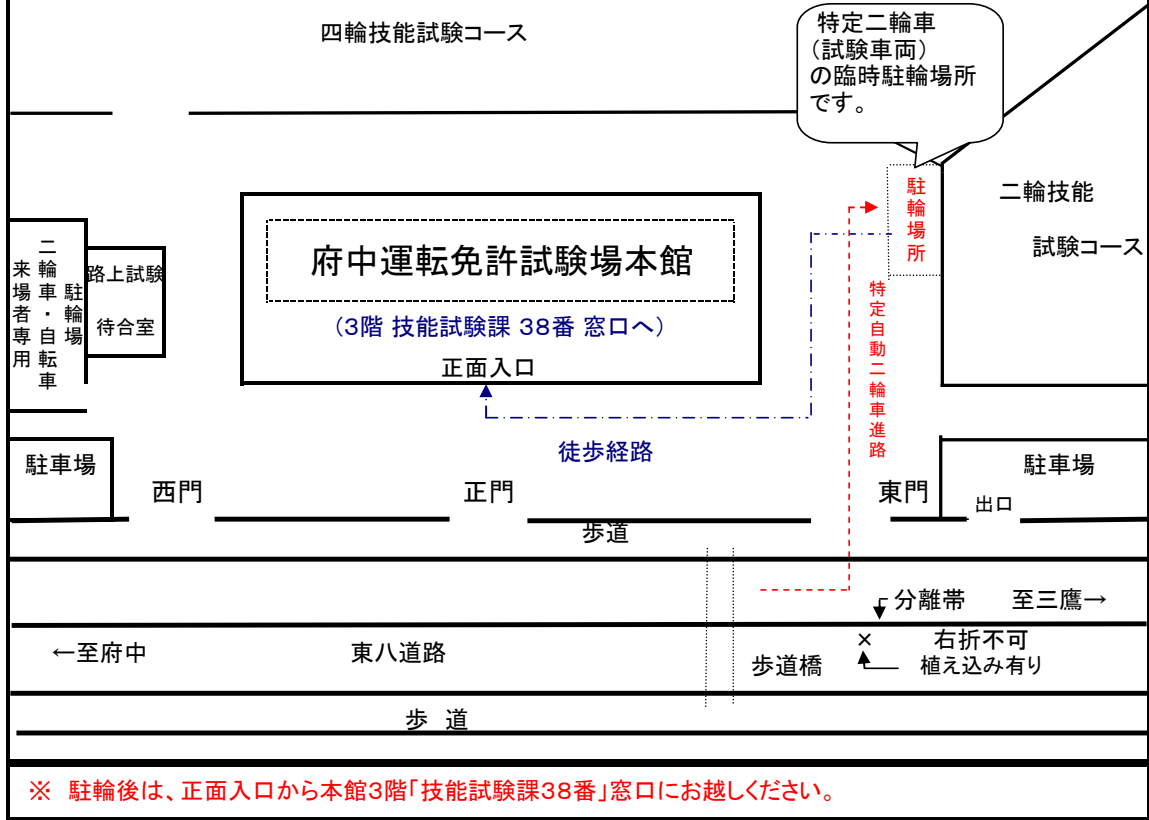 四輪技能試験コース
特定二輪車
(試験車両)
の臨時駐輪場所
です。
駐輪場所
二輪技能
試験コース
府中運転免許試験場本館
(3階 技能試験課 38番 窓口へ)
正面入口
二輪車・自転車
来場者専用
駐輪場
路上試験
待合室
特定自動二輪車進路
徒歩経路
駐車場
西門
正門
東門
駐車場
出口
歩道
分離帯
至三鷹→
←至府中
東八道路
歩道橋
×
右折不可
植え込み有り
歩 道
※ 駐輪後は、正面入口から本館3階「技能試験課38番」窓口にお越しください。